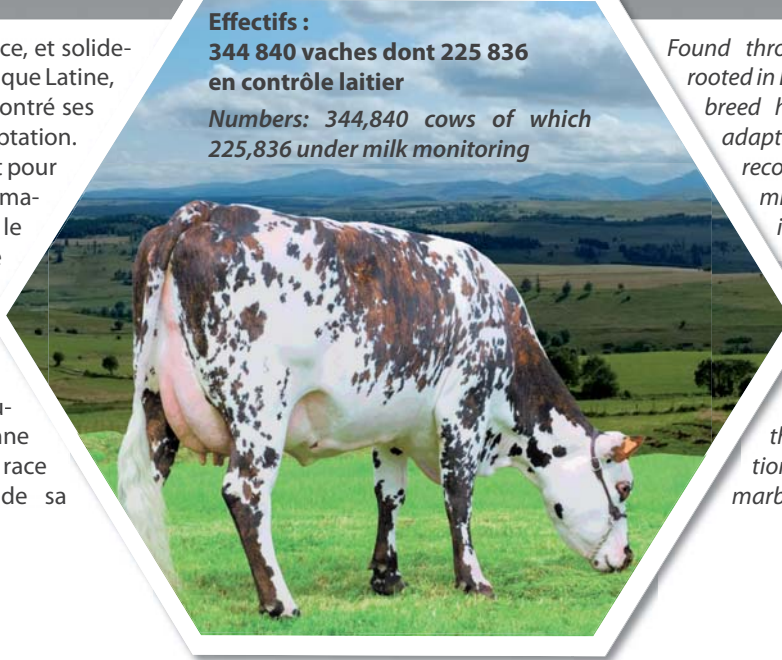 ce, et solide-
que Latine,
ontré ses
ptation.
t pour
ma-
le
u-
nne
race
de sa
Effectifs :
344 840 vaches dont 225 836
en contrôle laitier
Numbers: 344,840 cows of which
225,836 under milk monitoring
Found thro
rooted in
breed h
adapt
reco
m
i
th
tion
marb